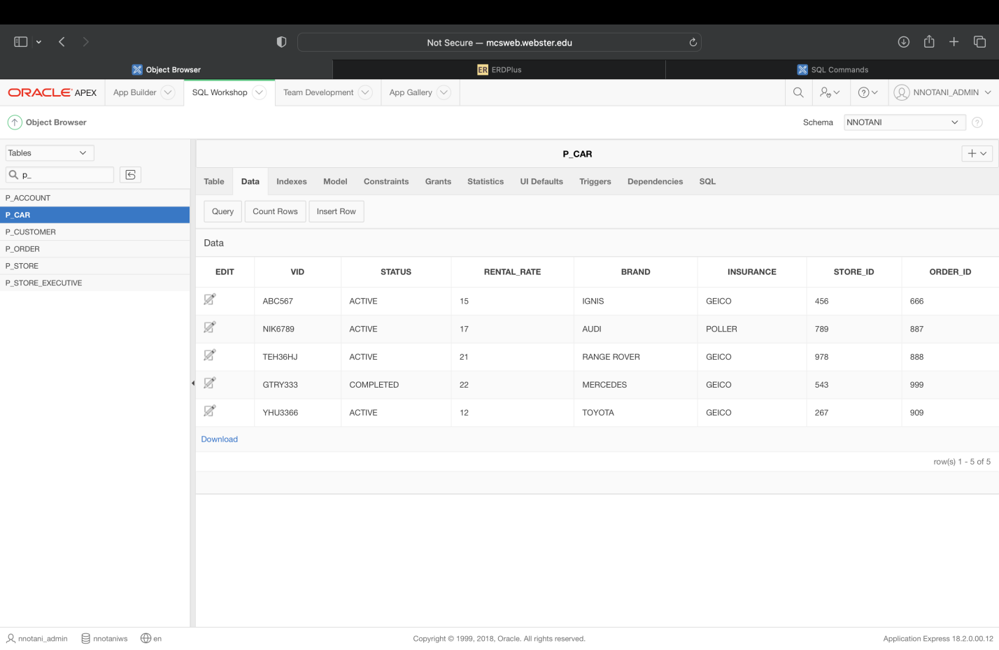 Not Secure — mcsweb.webster.edu
Object Browser
ER ERDPlus
SQL Commands
ORACLE APEX App Builder SQL Workshop Team Development App Gallery NNOTANI_ADMIN
Object Browser Schema NNOTANI
Tables
p_
P_ACCOUNT
P_CAR
P_CUSTOMER
P_ORDER
P_STORE
P_STORE_EXECUTIVE
P_CAR
Table Data Indexes Model Constraints Grants Statistics UI Defaults Triggers Dependencies SQL
Query Count Rows Insert Row
Data
EDIT VID STATUS RENTAL_RATE BRAND INSURANCE STORE_ID ORDER_ID
ABC567 ACTIVE 15 IGNIS GEICO 456 666
NIK6789 ACTIVE 17 AUDI POLLER 789 887
TEH36HJ ACTIVE 21 RANGE ROVER GEICO 978 888
GTRY333 COMPLETED 22 MERCEDES GEICO 543 999
YHU3366 ACTIVE 12 TOYOTA GEICO 267 909
Download
row(s) 1 - 5 of 5
nnotani_admin nnotaniws en Copyright © 1999, 2018, Oracle. All rights reserved. Application Express 18.2.0.00.12